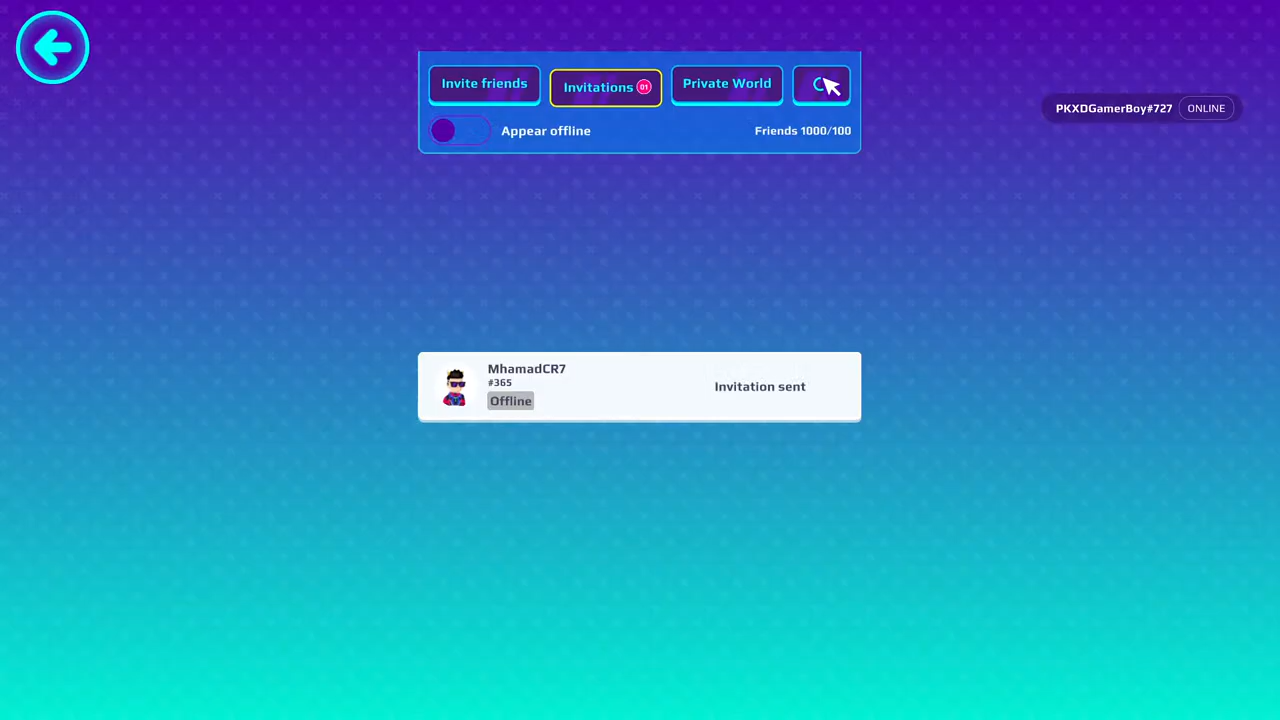 Invite friends
Invitations 01
Private World
Appear offline
Friends 1000/100
PKXDGamerBoy#727 ONLINE
MhamadCR7
#365
Offline
Invitation sent